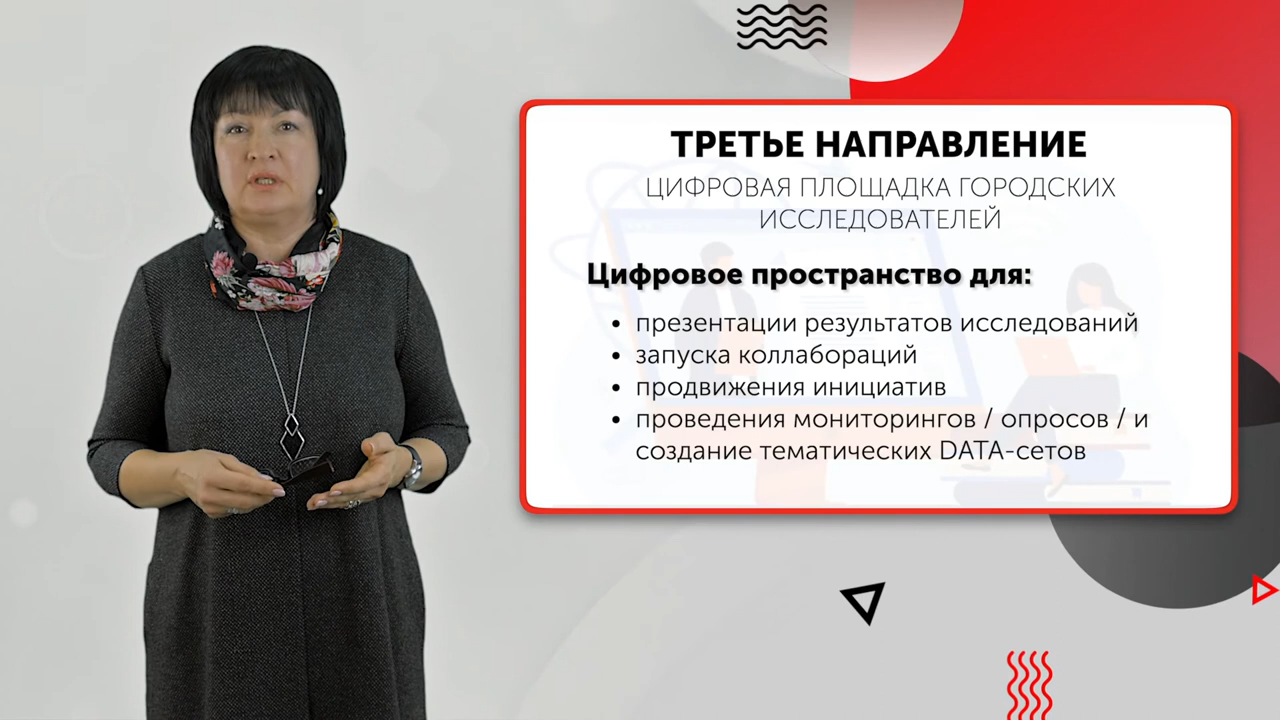 ТРЕТЬЕ НАПРАВЛЕНИЕ
ЦИФРОВАЯ ПЛОЩАДКА ГОРОДСКИХ
ИССЛЕДОВАТЕЛЕЙ
Цифровое пространство для:
• презентации результатов исследований
• запуска коллабораций
• продвижения инициатив
• проведения мониторингов / опросов / и
создание тематических DATA-сетов